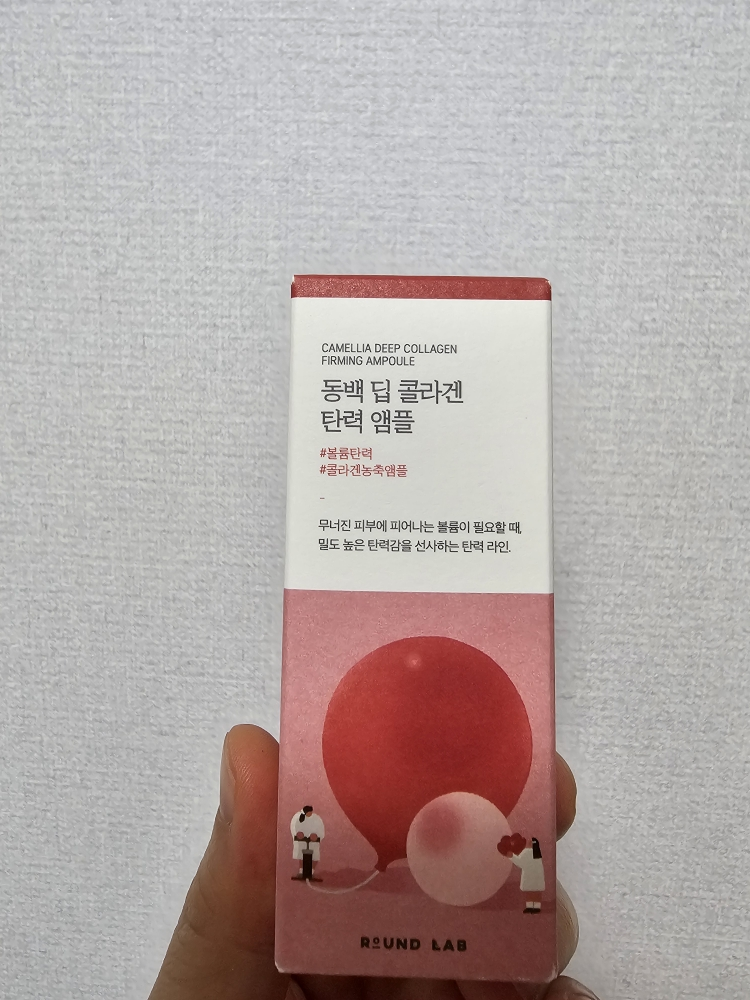 CAMELLIA DEEP COLLAGEN
FIRMING AMPOULE
동백 딥 콜라겐
탄력 앰플
#볼륨탄력
#콜라겐농축앰플
무너진 피부에 피어나는 볼륨이 필요할 때,
밀도 높은 탄력감을 선사하는 탄력 라인.
ROUND LAB